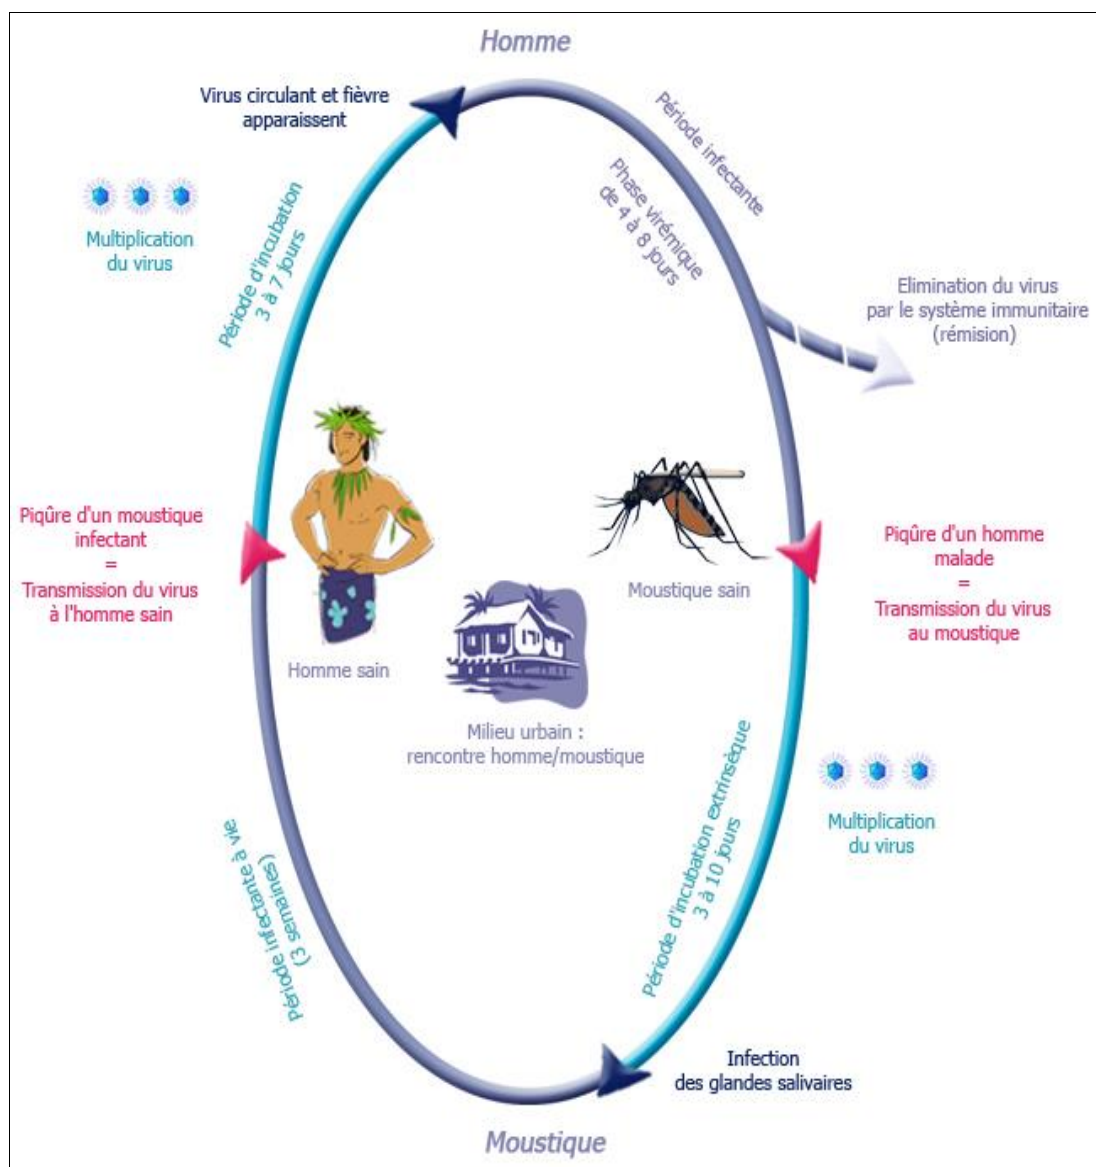 Homme
Virus circulant et fièvre
apparaissent
Période infectante
Phase virémique
de 4 à 8 jours
Période d'incubation
3 à 7 jours
Multiplication
du virus
Elimination du virus
par le système immunitaire
(rémision)
Piqûre d'un moustique
infectant
=
Transmission du virus
à l'homme sain
Homme sain
Moustique sain
Piqûre d'un homme
malade
=
Transmission du virus
au moustique
Milieu urbain :
rencontre homme/moustique
Période d'incubation extrinsèque
3 à 10 jours
Multiplication
du virus
Période infectante à vie
(3 semaines)
Infection
des glandes salivaires
Moustique